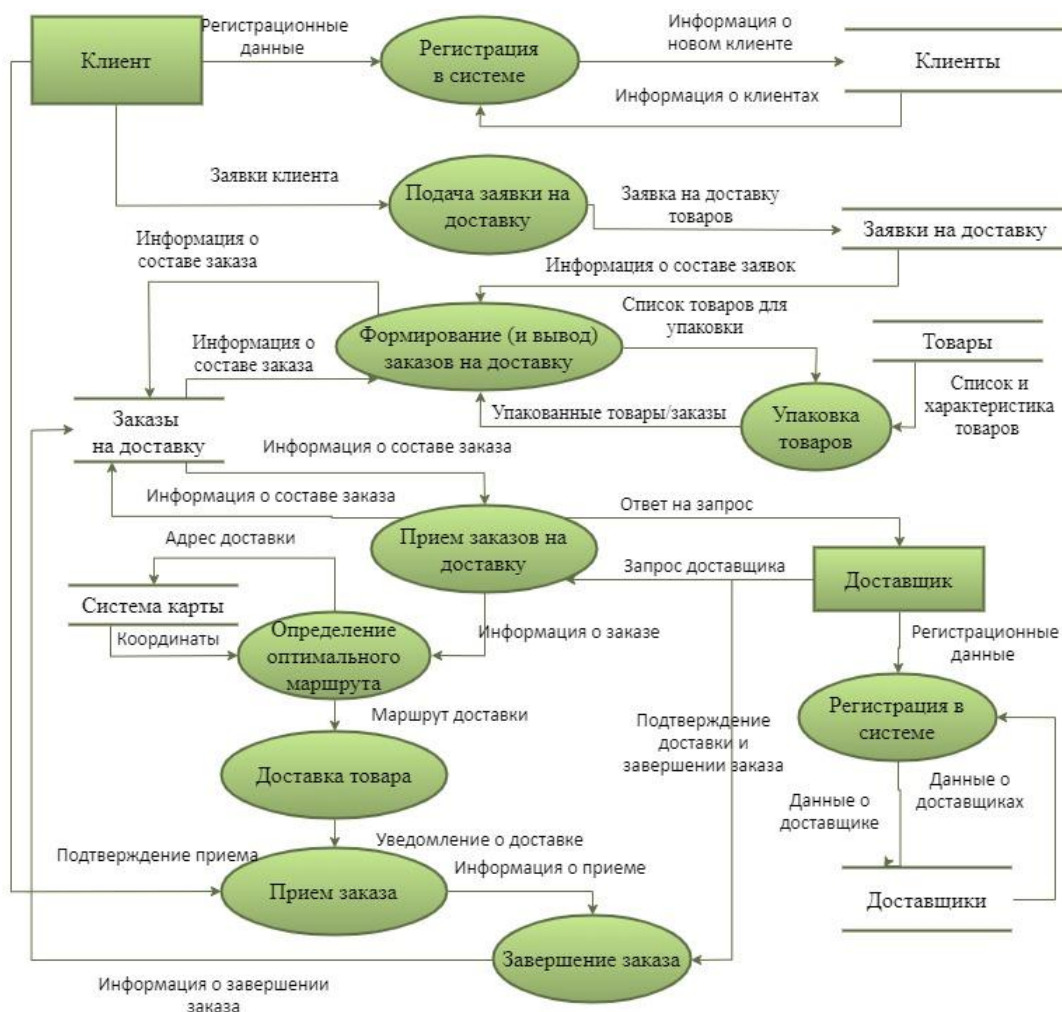 Клиент
Регистрационные
данные
Регистрация
в системе
Информация о
новом клиенте
Клиенты
Информация о клиентах
Заявки клиента
Подача заявки на
доставку
Заявка на доставку
товаров
Заявки на доставку
Информация о
составе заказа
Информация о составе заявок
Формирование (и вывод)
заказов на доставку
Список товаров для
упаковки
Товары
Информация о
составе заказа
Список и
характеристика
товаров
Упакованные товары/заказы
Упаковка
товаров
Заказы
на доставку
Информация о составе заказа
Информация о составе заказа
Ответ на запрос
Прием заказов на
доставку
Адрес доставки
Запрос доставщика
Доставщик
Система карты
Координаты
Определение
оптимального
маршрута
Информация о заказе
Регистрационные
данные
Маршрут доставки
Регистрация в
системе
Подтверждение
доставки и
завершении заказа
Доставка товара
Данные о
доставщиках
Данные о
доставщике
Уведомление о доставке
Подтверждение приема
Прием заказа
Информация о приеме
Доставщики
Завершение заказа
Информация о завершении
заказа